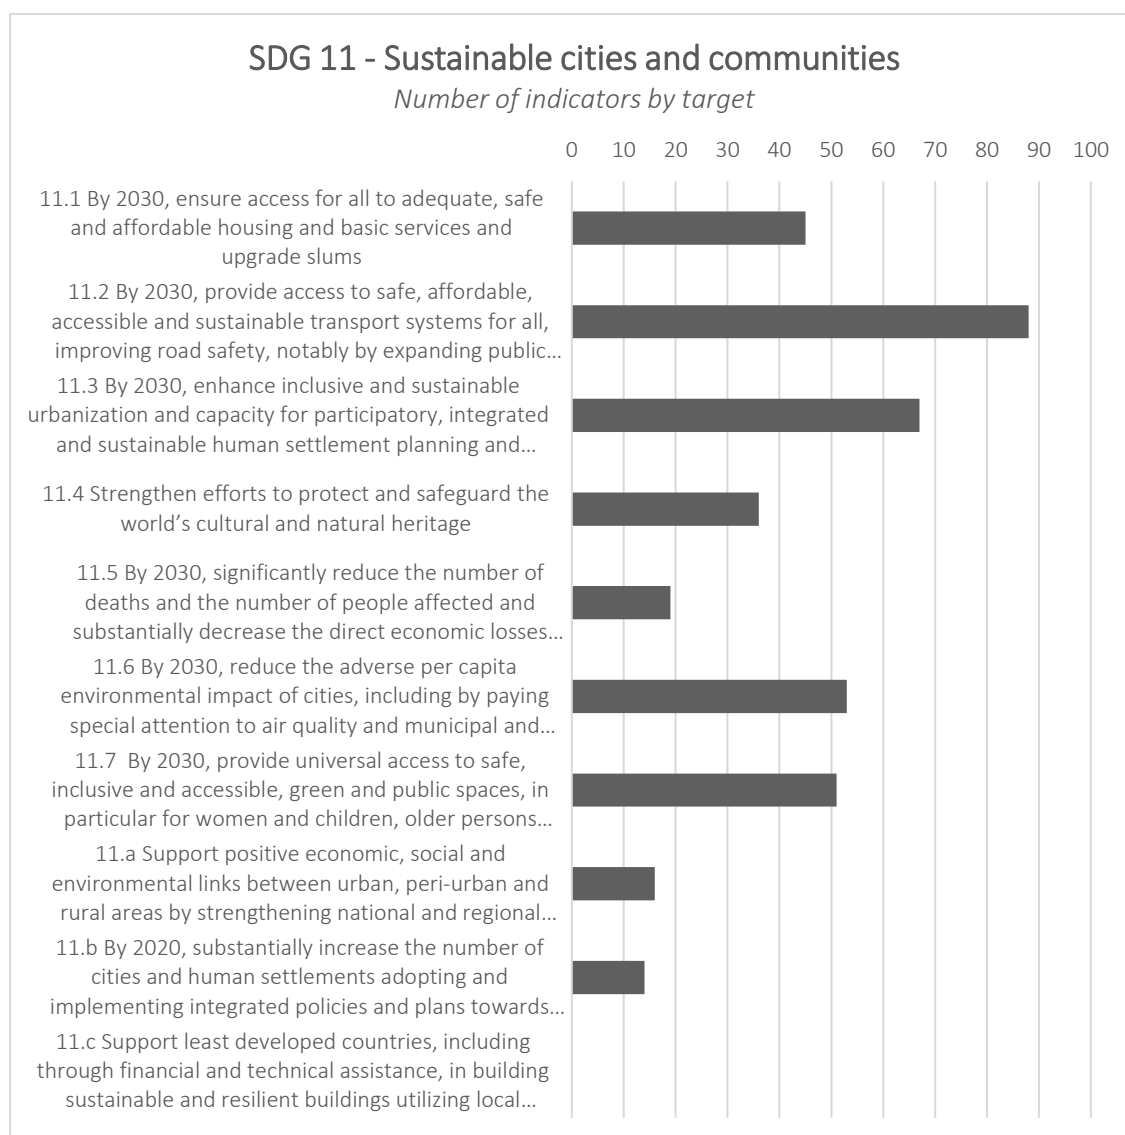 SDG 11 - Sustainable cities and communities
Number of indicators by target
0 10 20 30 40 50 60 70 80 90 100
11.1 By 2030, ensure access for all to adequate, safe
and affordable housing and basic services and
upgrade slums
11.2 By 2030, provide access to safe, affordable,
accessible and sustainable transport systems for all,
improving road safety, notably by expanding public…
11.3 By 2030, enhance inclusive and sustainable
urbanization and capacity for participatory, integrated
and sustainable human settlement planning and…
11.4 Strengthen efforts to protect and safeguard the
world’s cultural and natural heritage
11.5 By 2030, significantly reduce the number of
deaths and the number of people affected and
substantially decrease the direct economic losses…
11.6 By 2030, reduce the adverse per capita
environmental impact of cities, including by paying
special attention to air quality and municipal and…
11.7  By 2030, provide universal access to safe,
inclusive and accessible, green and public spaces, in
particular for women and children, older persons…
11.a Support positive economic, social and
environmental links between urban, peri-urban and
rural areas by strengthening national and regional…
11.b By 2020, substantially increase the number of
cities and human settlements adopting and
implementing integrated policies and plans towards…
11.c Support least developed countries, including
through financial and technical assistance, in building
sustainable and resilient buildings utilizing local…